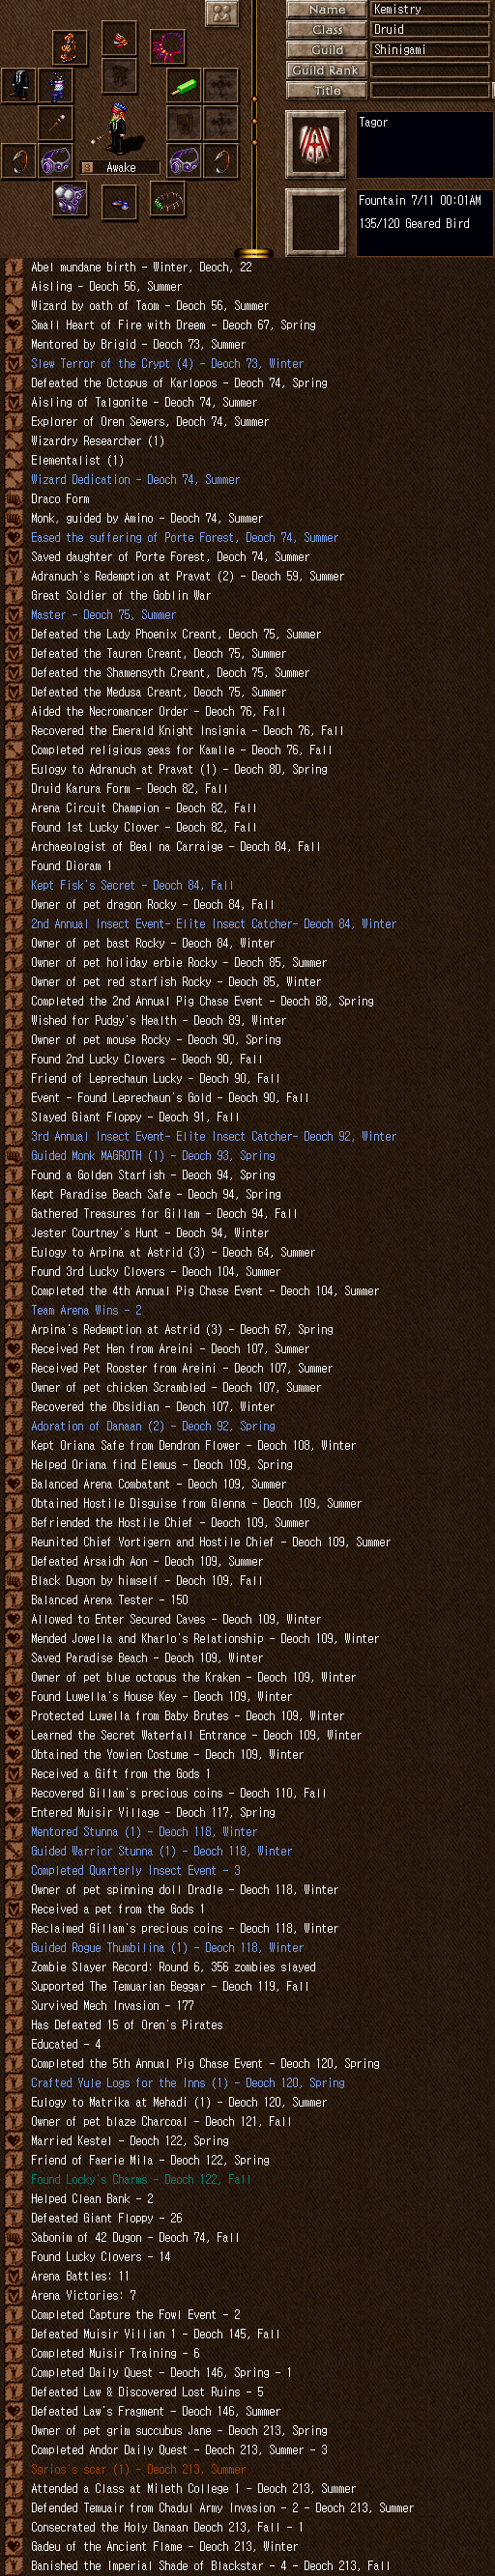 Name Kemistry
Class Druid
Guild Shinigami
Guild Rank
Title
Tagor
Awake
Fountain 7/11 00:01AM
135/120 Geared Bird
Abel mundane birth - Winter, Deoch, 22
Aisling - Deoch 56, Summer
Wizard by oath of Taom - Deoch 56, Summer
Small Heart of Fire with Dreem - Deoch 67, Spring
Mentored by Brigid - Deoch 73, Summer
Slew Terror of the Crypt (4) - Deoch 73, Winter
Defeated the Octopus of Karlopos - Deoch 74, Spring
Aisling of Talgonite - Deoch 74, Summer
Explorer of Oren Sewers, Deoch 74, Summer
Wizardry Researcher (1)
Elementalist (1)
Wizard Dedication - Deoch 74, Summer
Draco Form
Monk, guided by Amino - Deoch 74, Summer
Eased the suffering of Porte Forest, Deoch 74, Summer
Saved daughter of Porte Forest, Deoch 74, Summer
Adranuch's Redemption at Pravat (2) - Deoch 59, Summer
Great Soldier of the Goblin War
Master - Deoch 75, Summer
Defeated the Lady Phoenix Creant, Deoch 75, Summer
Defeated the Tauren Creant, Deoch 75, Summer
Defeated the Shamensyth Creant, Deoch 75, Summer
Defeated the Medusa Creant, Deoch 75, Summer
Aided the Necromancer Order - Deoch 76, Fall
Recovered the Emerald Knight Insignia - Deoch 76, Fall
Completed religious geas for Kamlle - Deoch 76, Fall
Eulogy to Adranuch at Pravat (1) - Deoch 80, Spring
Druid Karura Form - Deoch 82, Fall
Arena Circuit Champion - Deoch 82, Fall
Found 1st Lucky Clover - Deoch 82, Fall
Archaeologist of Beal na Carraige - Deoch 84, Fall
Found Dioram 1
Kept Fisk's Secret - Deoch 84, Fall
Owner of pet dragon Rocky - Deoch 84, Fall
2nd Annual Insect Event- Elite Insect Catcher- Deoch 84, Winter
Owner of pet bast Rocky - Deoch 84, Winter
Owner of pet holiday erbie Rocky - Deoch 85, Summer
Owner of pet red starfish Rocky - Deoch 85, Winter
Completed the 2nd Annual Pig Chase Event - Deoch 88, Spring
Wished for Pudgy's Health - Deoch 89, Winter
Owner of pet mouse Rocky - Deoch 90, Spring
Found 2nd Lucky Clovers - Deoch 90, Fall
Friend of Leprechaun Lucky - Deoch 90, Fall
Event - Found Leprechaun's Gold - Deoch 90, Fall
Slayed Giant Floppy - Deoch 91, Fall
3rd Annual Insect Event- Elite Insect Catcher- Deoch 92, Winter
Guided Monk MAGROTH (1) - Deoch 93, Spring
Found a Golden Starfish - Deoch 94, Spring
Kept Paradise Beach Safe - Deoch 94, Spring
Gathered Treasures for Gillam - Deoch 94, Fall
Jester Courtney's Hunt - Deoch 94, Winter
Eulogy to Arpina at Astrid (3) - Deoch 64, Summer
Found 3rd Lucky Clovers - Deoch 104, Summer
Completed the 4th Annual Pig Chase Event - Deoch 104, Summer
Team Arena Wins - 2
Arpina's Redemption at Astrid (3) - Deoch 67, Spring
Received Pet Hen from Areini - Deoch 107, Summer
Received Pet Rooster from Areini - Deoch 107, Summer
Owner of pet chicken Scrambled - Deoch 107, Summer
Recovered the Obsidian - Deoch 107, Winter
Adoration of Danaan (2) - Deoch 92, Spring
Kept Oriana Safe from Dendron Flower - Deoch 108, Winter
Helped Oriana find Elemus - Deoch 109, Spring
Balanced Arena Combatant - Deoch 109, Summer
Obtained Hostile Disguise from Glenna - Deoch 109, Summer
Befriended the Hostile Chief - Deoch 109, Summer
Reunited Chief Vortigern and Hostile Chief - Deoch 109, Summer
Defeated Arsaidh Aon - Deoch 109, Summer
Black Dugon by himself - Deoch 109, Fall
Balanced Arena Tester - 150
Allowed to Enter Secured Caves - Deoch 109, Winter
Mended Jowella and Kharlo's Relationship - Deoch 109, Winter
Saved Paradise Beach - Deoch 109, Winter
Owner of pet blue octopus the Kraken - Deoch 109, Winter
Found Luwella's House Key - Deoch 109, Winter
Protected Luwella from Baby Brutes - Deoch 109, Winter
Learned the Secret Waterfall Entrance - Deoch 109, Winter
Obtained the Yowien Costume - Deoch 109, Winter
Received a Gift from the Gods 1
Recovered Gillam's precious coins - Deoch 110, Fall
Entered Muisir Village - Deoch 117, Spring
Mentored Stunna (1) - Deoch 118, Winter
Guided Warrior Stunna (1) - Deoch 118, Winter
Completed Quarterly Insect Event - 3
Owner of pet spinning doll Dradle - Deoch 118, Winter
Received a pet from the Gods 1
Reclaimed Gillam's precious coins - Deoch 118, Winter
Guided Rogue Thumbilina (1) - Deoch 118, Winter
Zombie Slayer Record: Round 6, 356 zombies slayed
Supported The Temuarian Beggar - Deoch 119, Fall
Survived Mech Invasion - 177
Has Defeated 15 of Oren's Pirates
Educated - 4
Completed the 5th Annual Pig Chase Event - Deoch 120, Spring
Crafted Yule Logs for the Inns (1) - Deoch 120, Spring
Eulogy to Matrika at Mehadi (1) - Deoch 120, Summer
Owner of pet blaze Charcoal - Deoch 121, Fall
Married Kestel - Deoch 122, Spring
Friend of Faerie Mila - Deoch 122, Spring
Found Locky's Charms - Deoch 122, Fall
Helped Clean Bank - 2
Defeated Giant Floppy - 26
Sabonim of 42 Dugon - Deoch 74, Fall
Found Lucky Clovers - 14
Arena Battles: 11
Arena Victories: 7
Completed Capture the Fowl Event - 2
Defeated Muisir Villian 1 - Deoch 145, Fall
Completed Muisir Training - 6
Completed Daily Quest - Deoch 146, Spring - 1
Defeated Law & Discovered Lost Ruins - 5
Defeated Law's Fragment - Deoch 146, Summer
Owner of pet grim succubus Jane - Deoch 213, Spring
Completed Andor Daily Quest - Deoch 213, Summer - 3
Sgrios's scar (1) - Deoch 213, Summer
Attended a Class at Mileth College 1 - Deoch 213, Summer
Defended Temuair from Chadul Army Invasion - 2 - Deoch 213, Summer
Consecrated the Holy Danaan Deoch 213, Fall - 1
Gadeu of the Ancient Flame - Deoch 213, Winter
Banished the Imperial Shade of Blackstar - 4 - Deoch 213, Fall